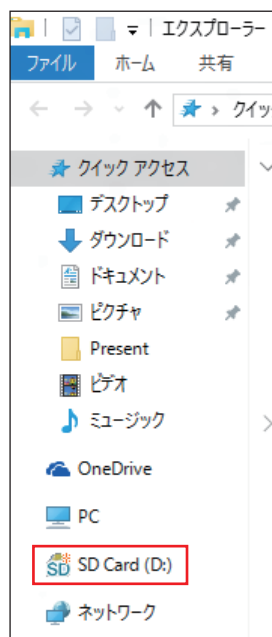 エクスプローラー
ファイル ホーム 共有
クイッ
クイック アクセス
デスクトップ
ダウンロード
ドキュメント
ピクチャ
Present
ビデオ
ミュージック
OneDrive
PC
SD SD Card (D:)
ネットワーク